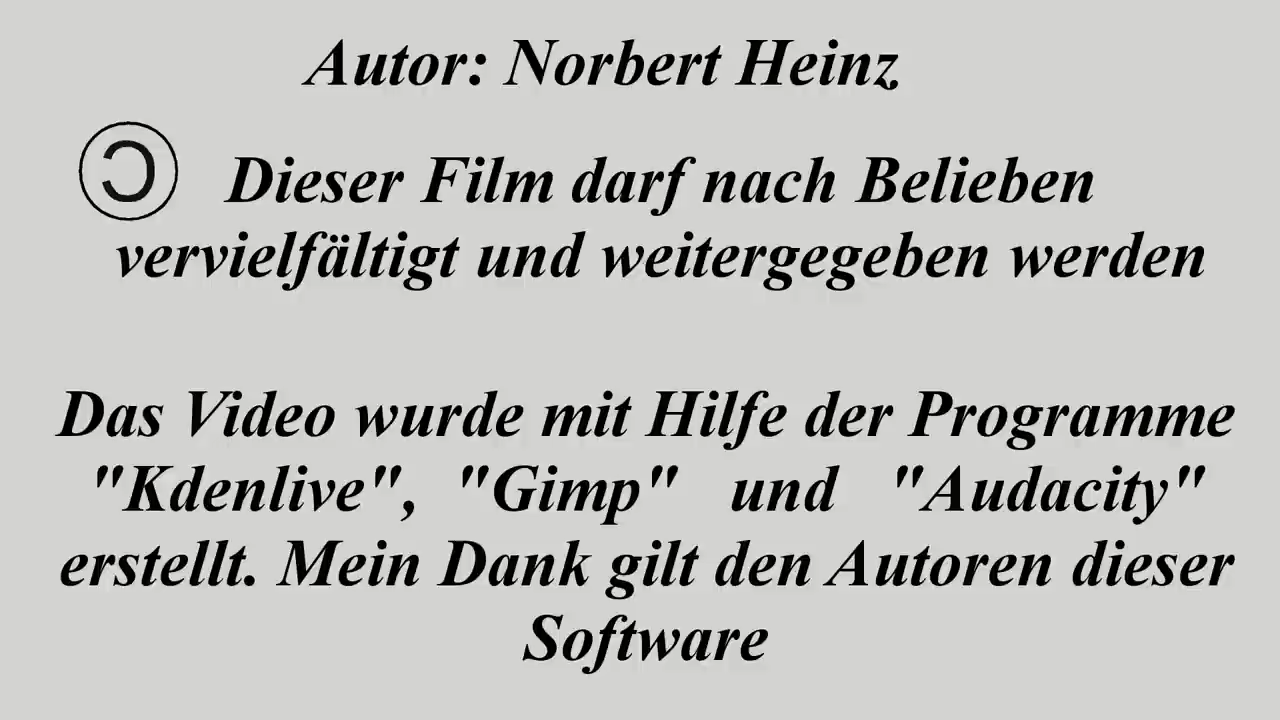 Autor: Norbert Heinz
🄯 Dieser Film darf nach Belieben
vervielfältigt und weitergegeben werden
Das Video wurde mit Hilfe der Programme
"Kdenlive", "Gimp" und "Audacity"
erstellt. Mein Dank gilt den Autoren dieser
Software